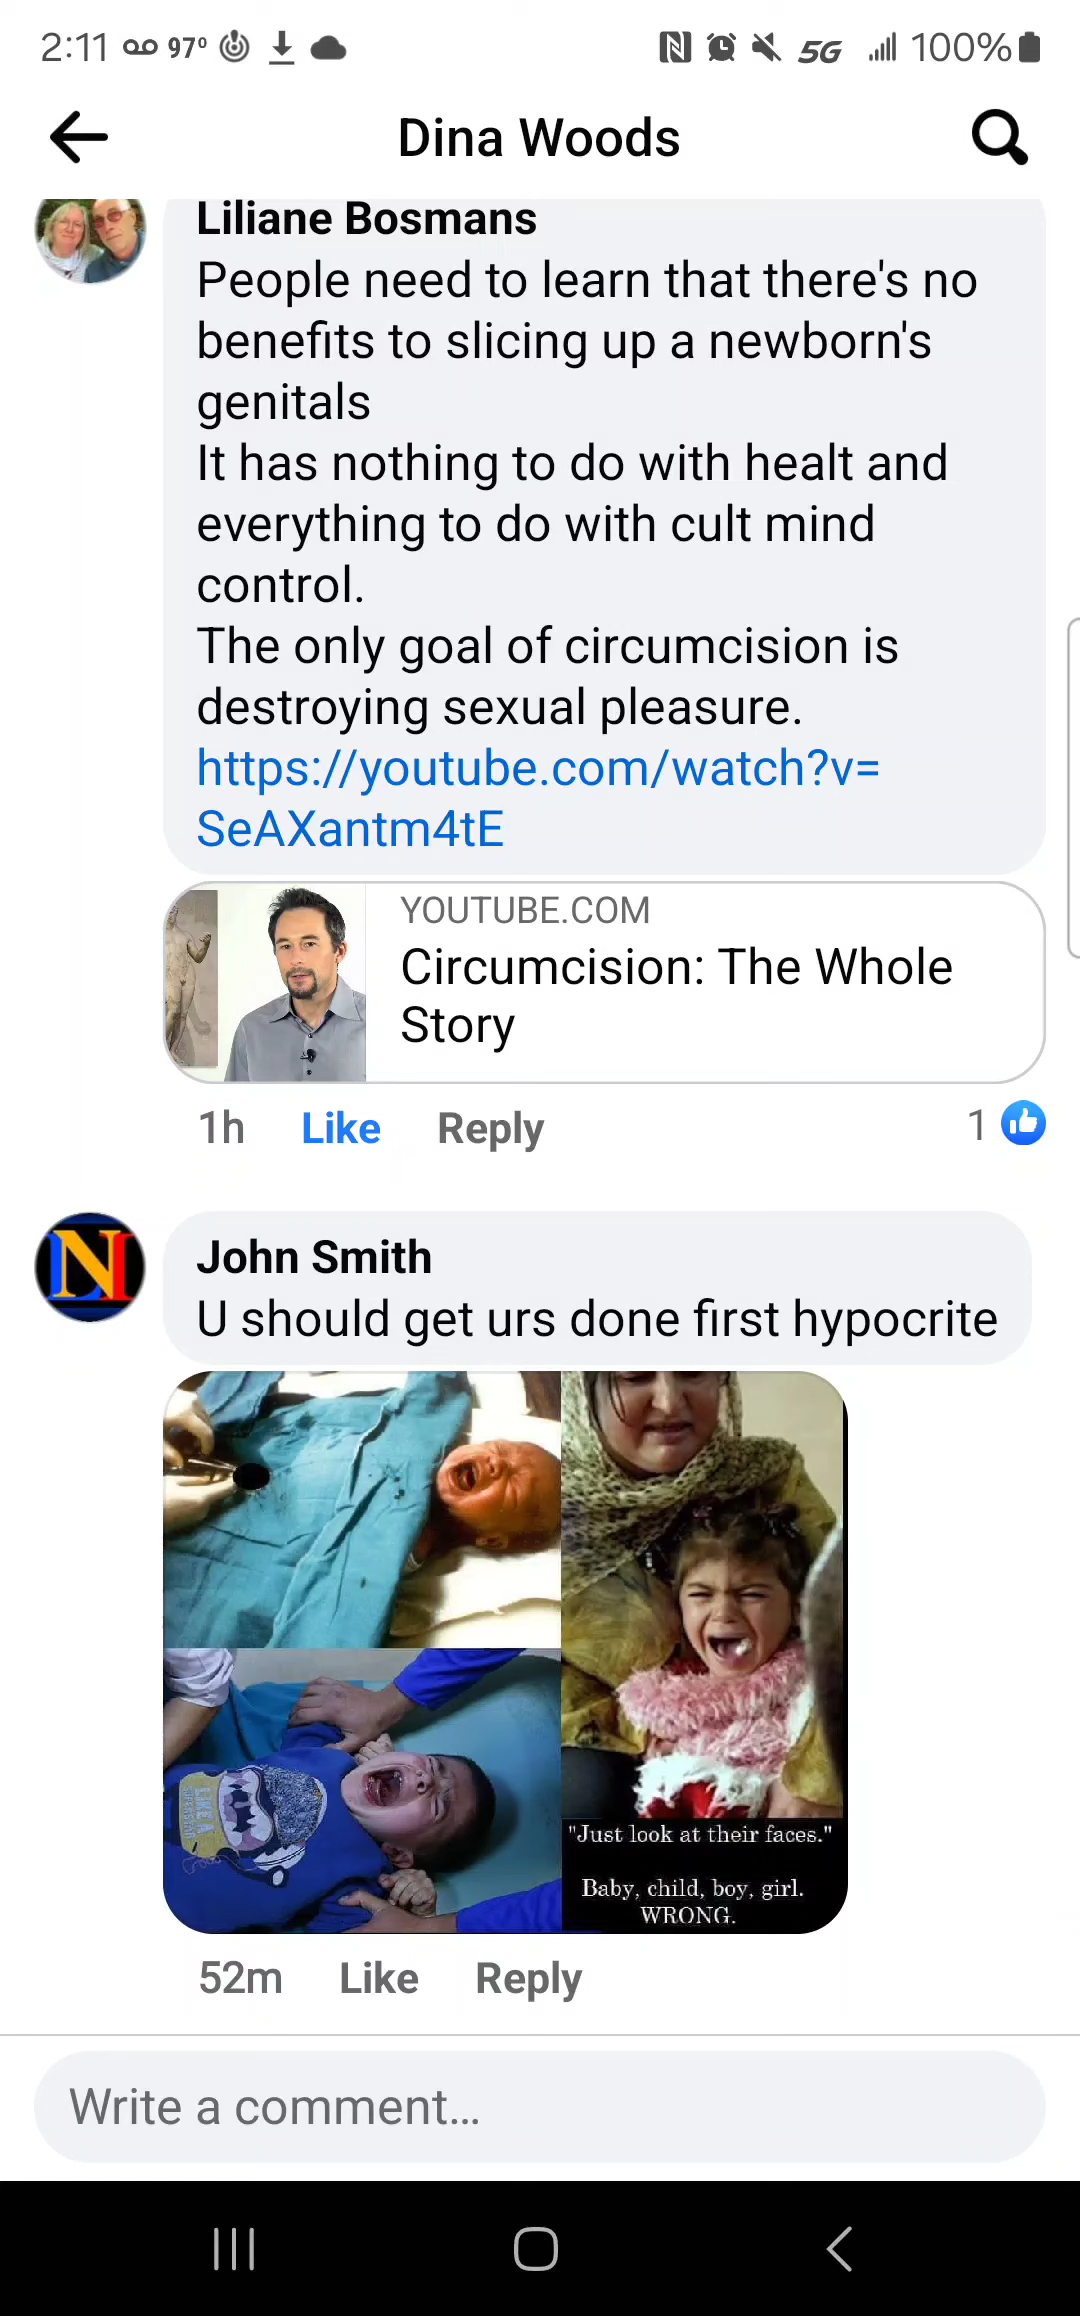 2:11 97° 5G 100%
Dina Woods
Liliane Bosmans
People need to learn that there's no
benefits to slicing up a newborn's
genitals
It has nothing to do with healt and
everything to do with cult mind
control.
The only goal of circumcision is
destroying sexual pleasure.
https://youtube.com/watch?v=
SeAXantm4tE
YOUTUBE.COM
Circumcision: The Whole
Story
1h Like Reply 1
John Smith
U should get urs done first hypocrite
LIKE A
"Just look at their faces."
Baby, child, boy, girl.
WRONG.
52m Like Reply
Write a comment...